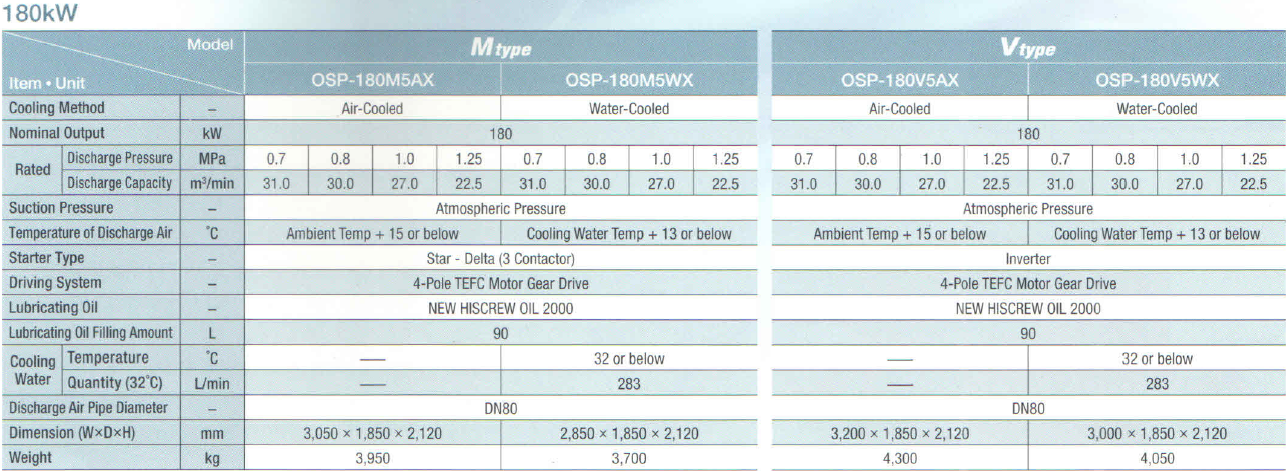 180kW
Model M type V type
Item • Unit OSP-180M5AX OSP-180M5WX OSP-180V5AX OSP-180V5WX
Cooling Method – Air-Cooled Water-Cooled Air-Cooled Water-Cooled
Nominal Output kW 180 180
Rated Discharge Pressure MPa 0.7 0.8 1.0 1.25 0.7 0.8 1.0 1.25 0.7 0.8 1.0 1.25 0.7 0.8 1.0 1.25
Discharge Capacity m³/min 31.0 30.0 27.0 22.5 31.0 30.0 27.0 22.5 31.0 30.0 27.0 22.5 31.0 30.0 27.0 22.5
Suction Pressure – Atmospheric Pressure Atmospheric Pressure
Temperature of Discharge Air ˚C Ambient Temp + 15 or below Cooling Water Temp + 13 or below Ambient Temp + 15 or below Cooling Water Temp + 13 or below
Starter Type – Star - Delta (3 Contactor) Inverter
Driving System – 4-Pole TEFC Motor Gear Drive 4-Pole TEFC Motor Gear Drive
Lubricating Oil – NEW HISCREW OIL 2000 NEW HISCREW OIL 2000
Lubricating Oil Filling Amount L 90 90
Cooling Water Temperature ˚C — 32 or below — 32 or below
Quantity (32˚C) L/min — 283 — 283
Discharge Air Pipe Diameter – DN80 DN80
Dimension (W×D×H) mm 3,050 × 1,850 × 2,120 2,850 × 1,850 × 2,120 3,200 × 1,850 × 2,120 3,000 × 1,850 × 2,120
Weight kg 3,950 3,700 4,300 4,050